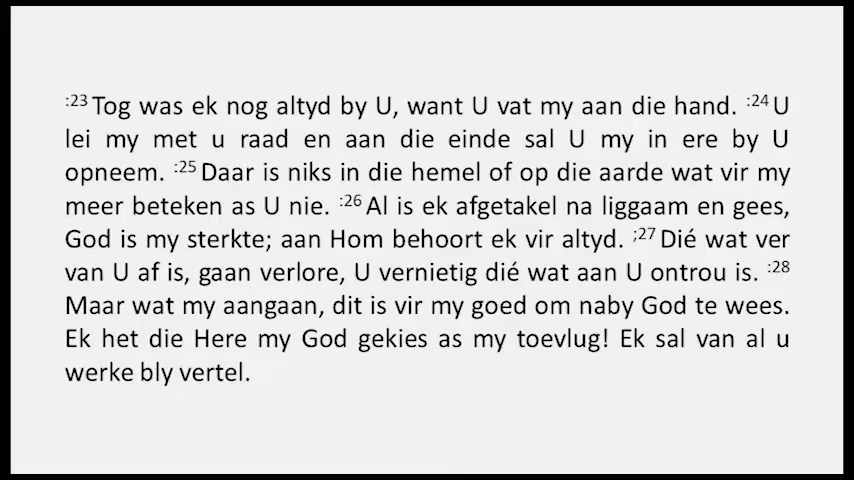 :23 Tog was ek nog altyd by U, want U vat my aan die hand. :24 U
lei my met u raad en aan die einde sal U my in ere by U
opneem. :25 Daar is niks in die hemel of op die aarde wat vir my
meer beteken as U nie. :26 Al is ek afgetakel na liggaam en gees,
God is my sterkte; aan Hom behoort ek vir altyd. ;27 Dié wat ver
van U af is, gaan verlore, U vernietig dié wat aan U ontrou is. :28
Maar wat my aangaan, dit is vir my goed om naby God te wees.
Ek het die Here my God gekies as my toevlug! Ek sal van al u
werke bly vertel.